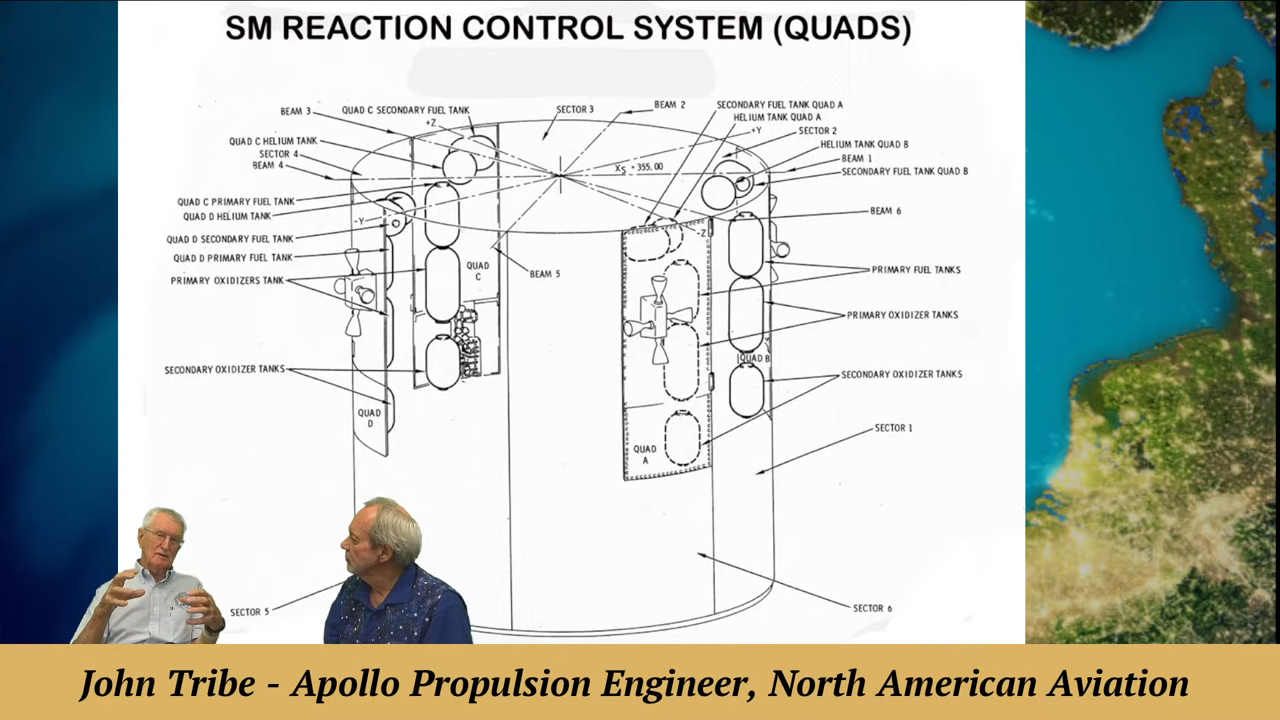 SM REACTION CONTROL SYSTEM (QUADS)
BEAM 3
QUAD C SECONDARY FUEL TANK
SECTOR 3
BEAM 2
SECONDARY FUEL TANK QUAD A
HELIUM TANK QUAD A
+Z
+Y
SECTOR 2
QUAD C HELIUM TANK
HELIUM TANK QUAD B
SECTOR 4
BEAM 1
BEAM 4
XS = 355.00
SECONDARY FUEL TANK QUAD B
QUAD C PRIMARY FUEL TANK
QUAD D HELIUM TANK
BEAM 6
-Y
-Z
QUAD D SECONDARY FUEL TANK
QUAD D PRIMARY FUEL TANK
QUAD
C
BEAM 5
PRIMARY FUEL TANKS
PRIMARY OXIDIZERS TANK
PRIMARY OXIDIZER TANKS
QUAD B
SECONDARY OXIDIZER TANKS
SECONDARY OXIDIZER TANKS
QUAD
D
SECTOR 1
QUAD
A
SECTOR 5
SECTOR 6
John Tribe - Apollo Propulsion Engineer, North American Aviation